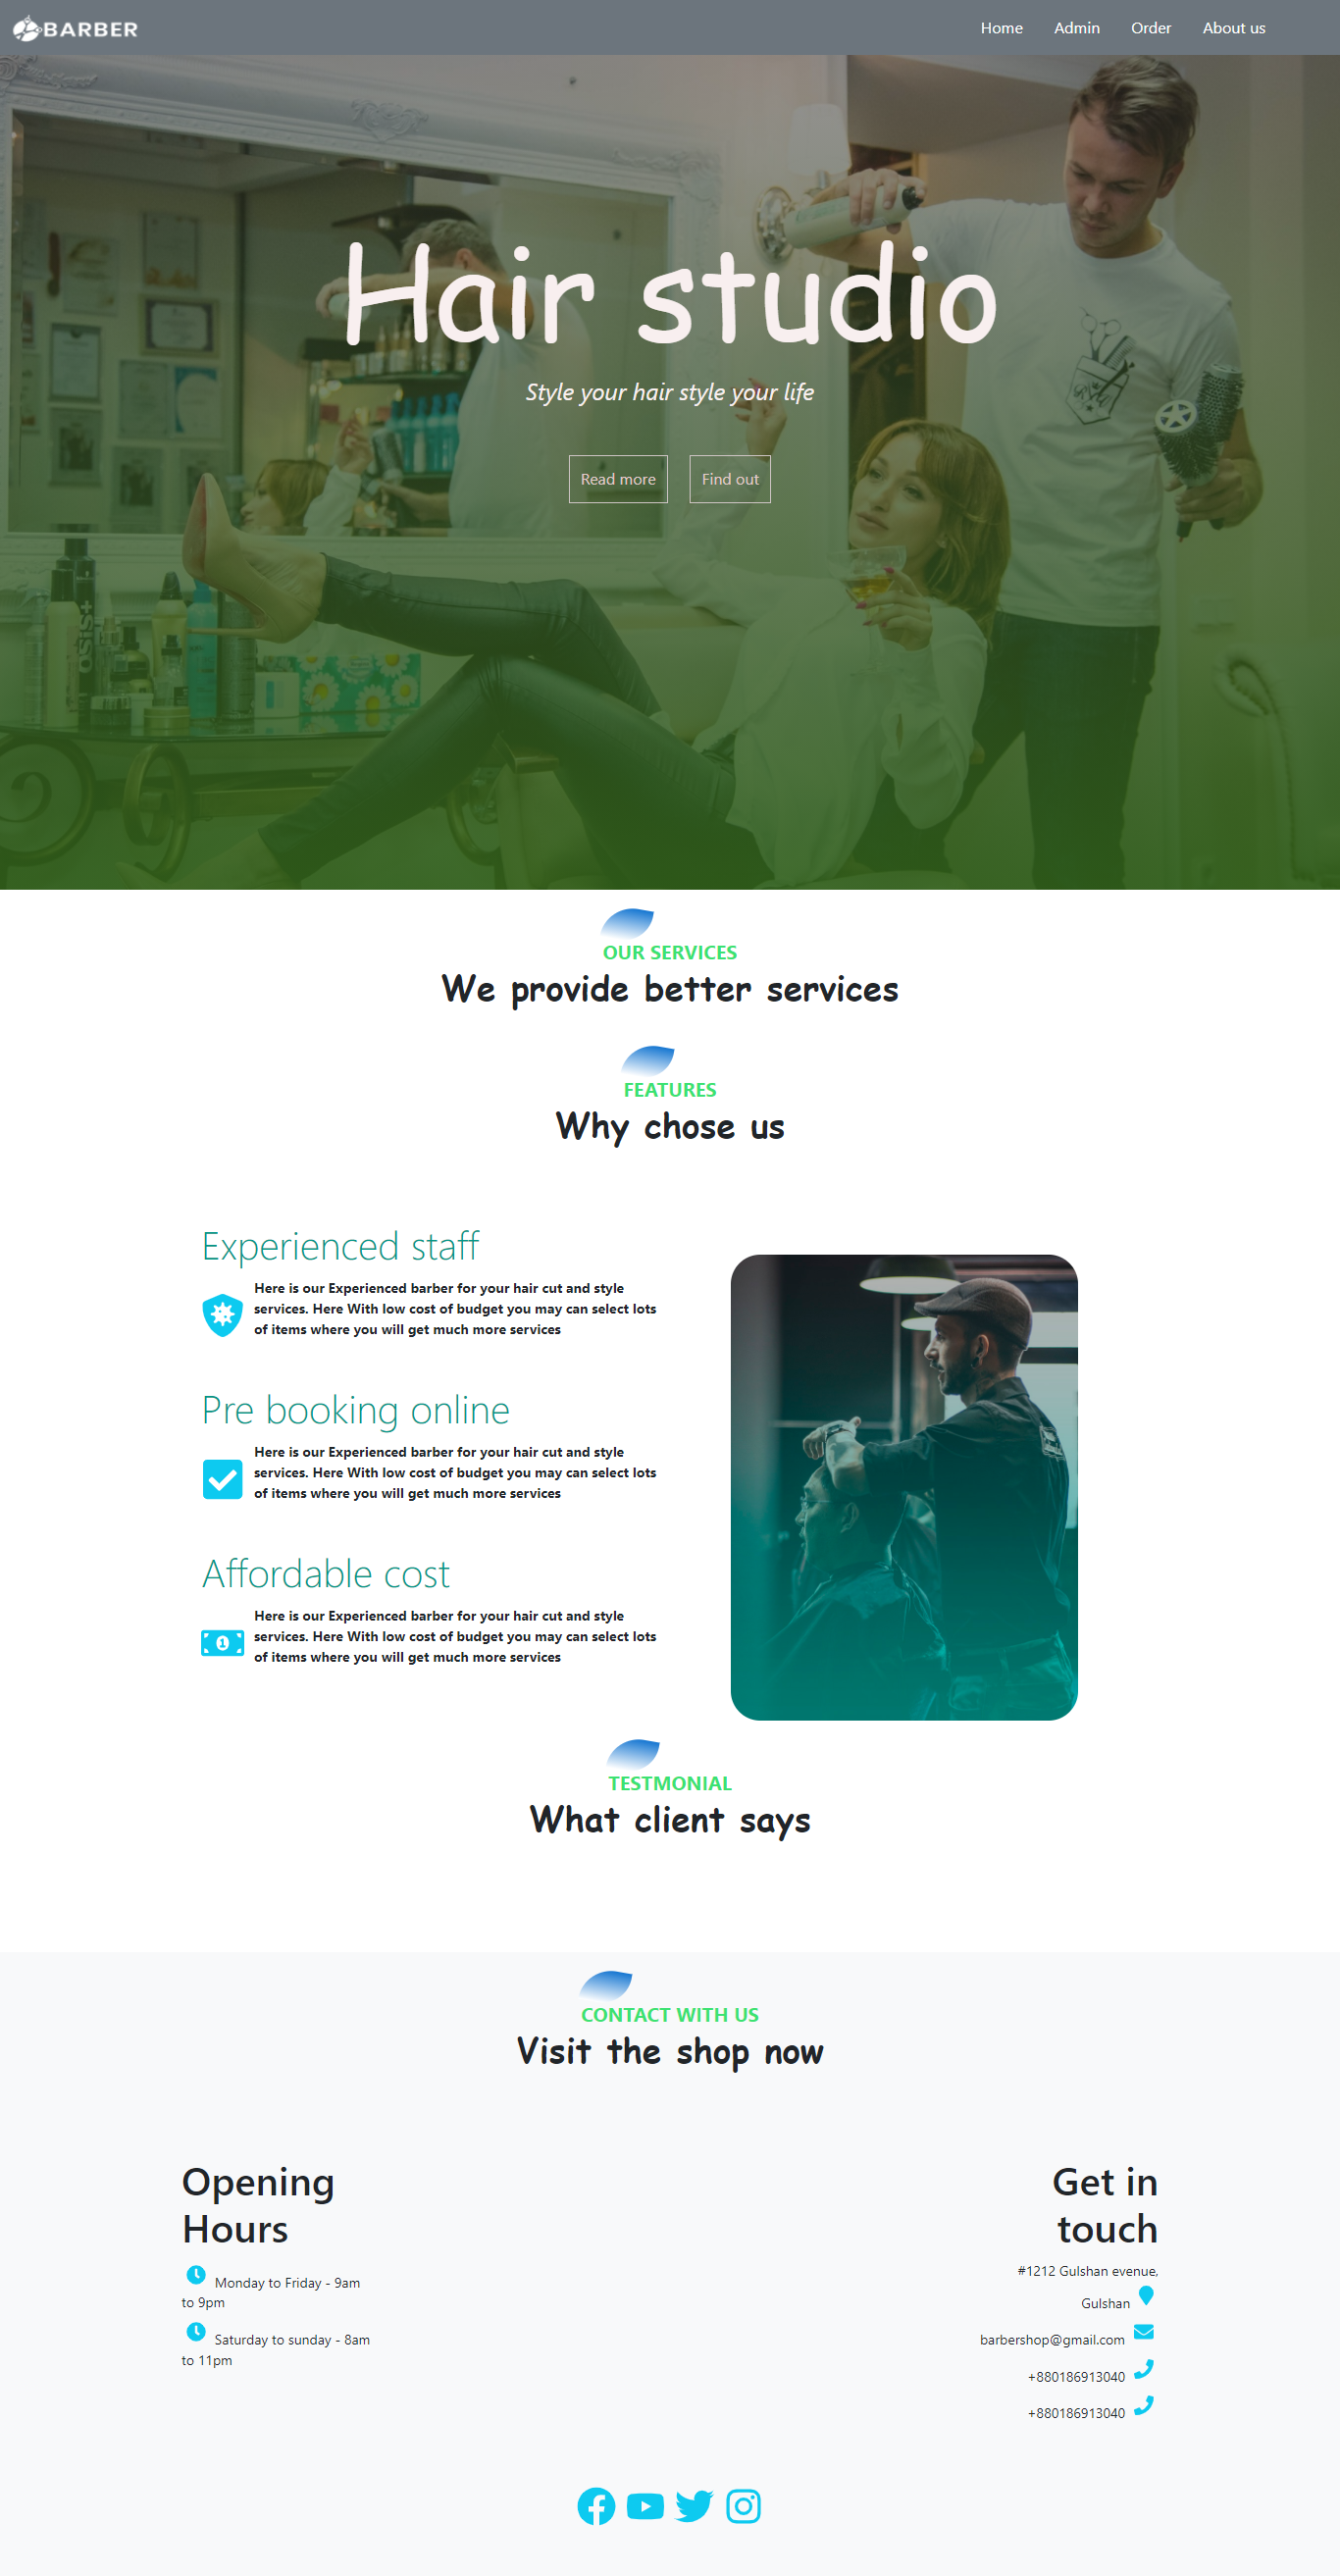 BARBER
Home Admin Order About us
Hair studio
Style your hair style your life
Read more Find out
OSIS+
OUR SERVICES
We provide better services
FEATURES
Why chose us
Experienced staff
Here is our Experienced barber for your hair cut and style
services. Here With low cost of budget you may can select lots
of items where you will get much more services
Pre booking online
Here is our Experienced barber for your hair cut and style
services. Here With low cost of budget you may can select lots
of items where you will get much more services
Affordable cost
1
Here is our Experienced barber for your hair cut and style
services. Here With low cost of budget you may can select lots
of items where you will get much more services
TESTMONIAL
What client says
CONTACT WITH US
Visit the shop now
Opening
Hours
Monday to Friday - 9am
to 9pm
Saturday to sunday - 8am
to 11pm
Get in
touch
#1212 Gulshan evenue,
Gulshan
barbershop@gmail.com
+880186913040
+880186913040